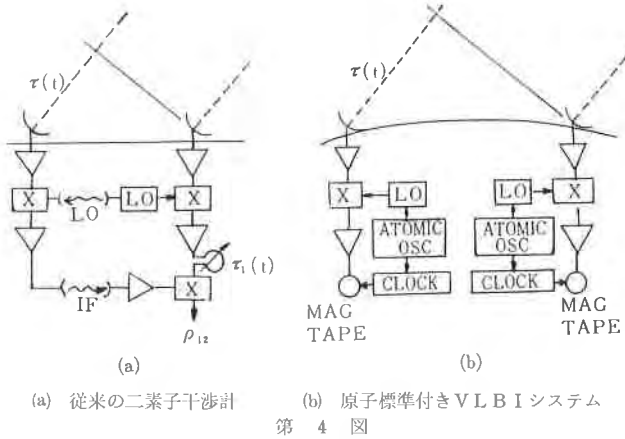 τ(t)
X
LO
LO
X
τ₁(t)
IF
X
ρ₁₂
(a)
τ(t)
X
LO
LO
X
ATOMIC
OSC
ATOMIC
OSC
CLOCK
CLOCK
MAG
TAPE
MAG
TAPE
(b)
(a) 従来の二素子干渉計
(b) 原子標準付きVLBIシステム
第 4 図